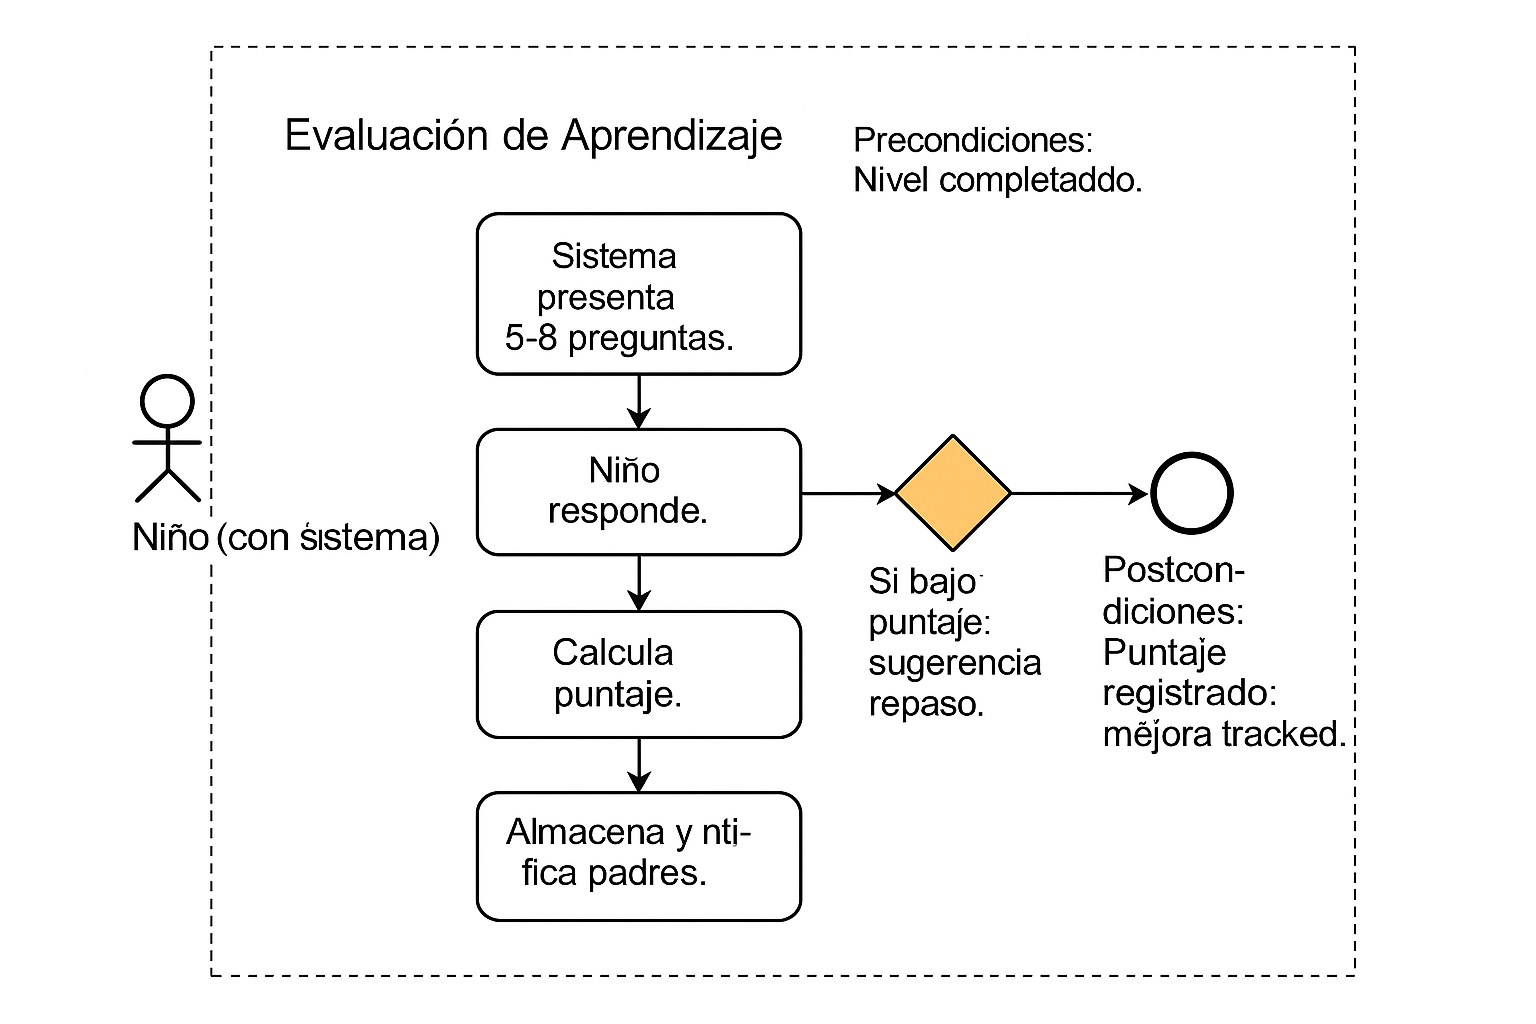 Evaluación de Aprendizaje
Precondiciones:
Nivel completaddo.
Sistema
presenta
5-8 preguntas.
Niño
responde.
Calcula
puntaje.
Almacena y nti-
fica padres.
Niño (con sistema)
Si bajo
puntaje:
sugerencia
repaso.
Postcon-
diciones:
Puntaje
registrado:
mejora tracked.